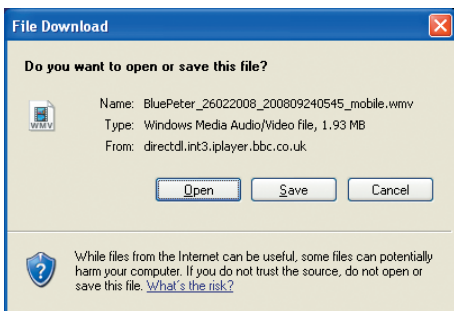 File Download
Do you want to open or save this file?
WMV
Name: BluePeter_26022008_200809240545_mobile.wmv
Type: Windows Media Audio/Video file, 1.93 MB
From: directdl.int3.iplayer.bbc.co.uk
Open Save Cancel
While files from the Internet can be useful, some files can potentially
harm your computer. If you do not trust the source, do not open or
save this file. What's the risk?